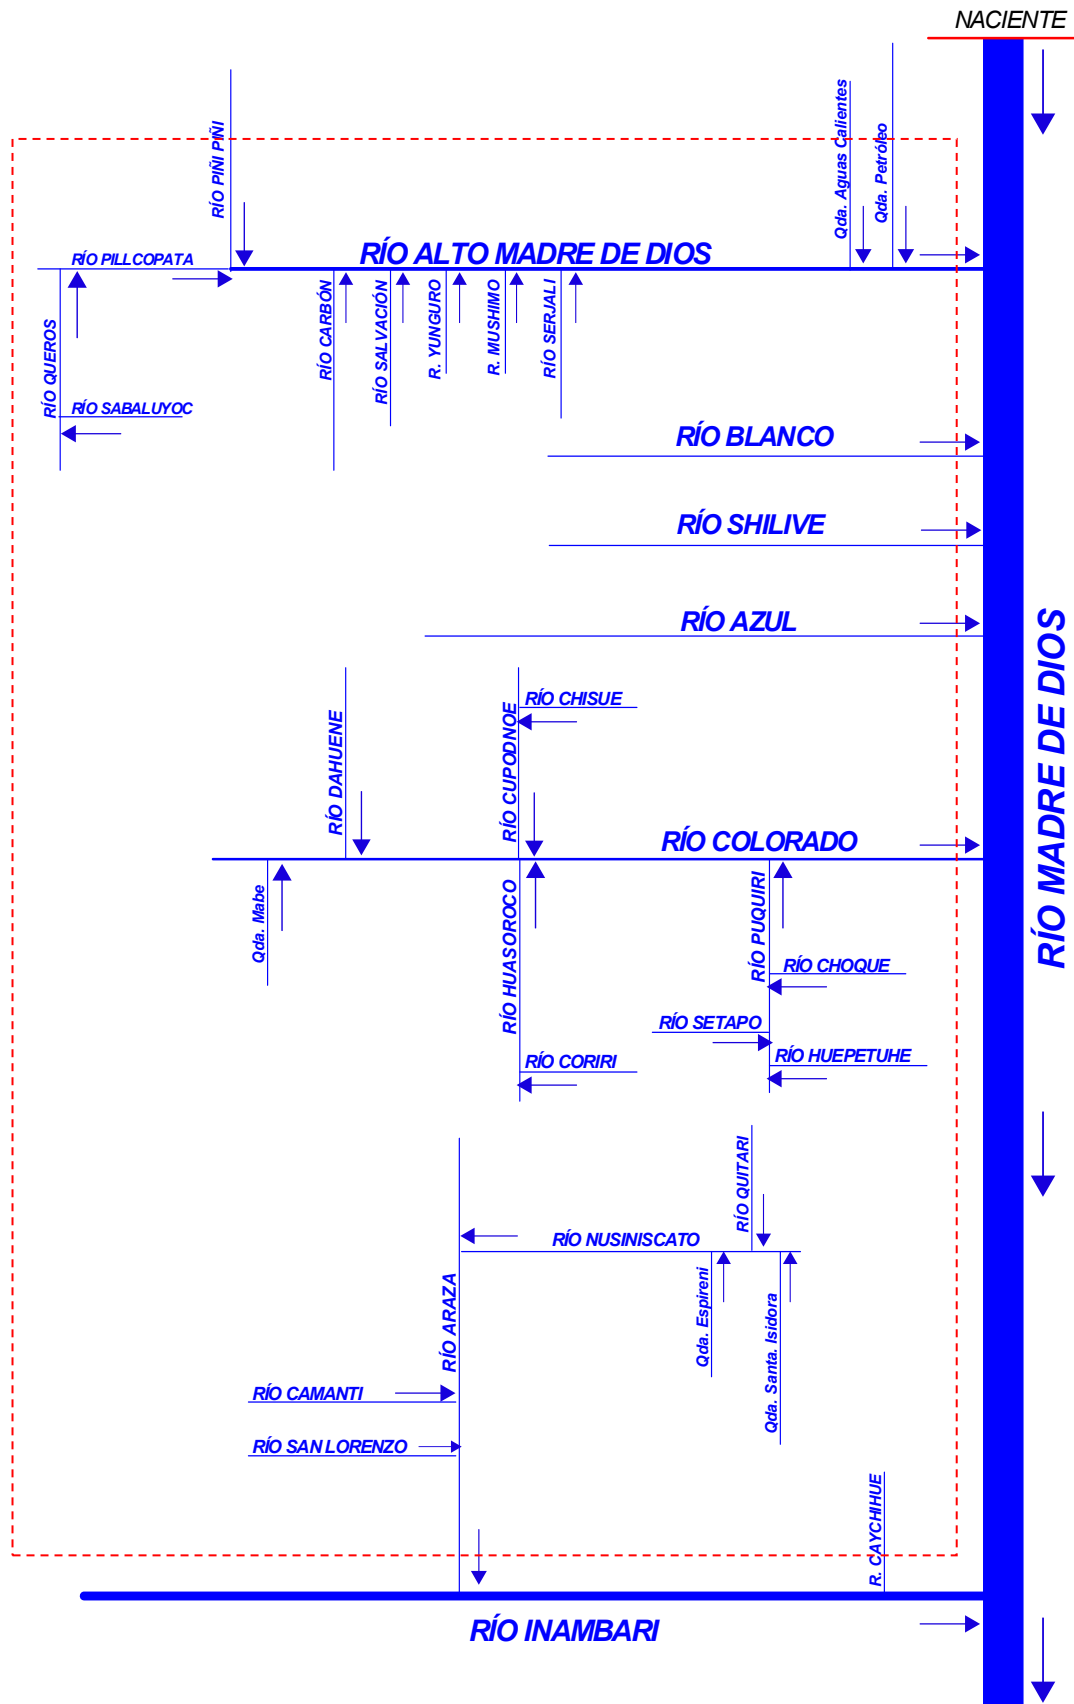 NACIENTE
RÍO PIÑI PIÑI
Qda. Aguas Calientes
Qda. Petróleo
RÍO ALTO MADRE DE DIOS
RÍO PILLCOPATA
RÍO QUEROS
RÍO SABALUYOC
RÍO CARBÓN
RÍO SALVACIÓN
R. YUNGURO
R. MUSHIMO
RÍO SERJALI
RÍO BLANCO
RÍO SHILIVE
RÍO AZUL
RÍO MADRE DE DIOS
RÍO DAHUENE
RÍO CUPODNOE
RÍO CHISUE
RÍO COLORADO
Qda. Mabe
RÍO HUASOROCO
RÍO CORIRI
RÍO PUQUIRI
RÍO CHOQUE
RÍO SETAPO
RÍO HUEPETUHE
RÍO QUITARI
RÍO NUSINISCATO
RÍO ARAZA
Qda. Espireni
Qda. Santa. Isidora
RÍO CAMANTI
RÍO SAN LORENZO
R. CAYCHIHUE
RÍO INAMBARI